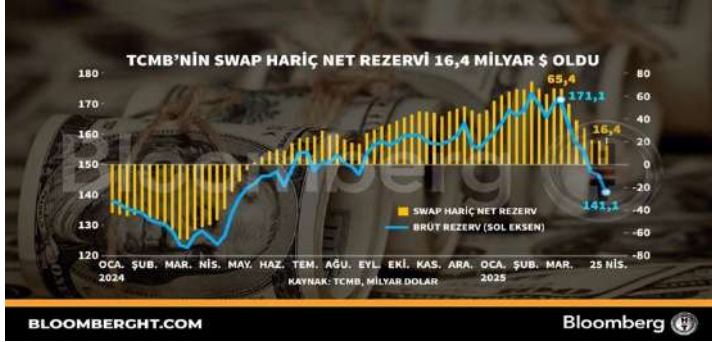 TCMB'NİN SWAP HARİÇ NET REZERVİ 16,4 MİLYAR $ OLDU
180 65,4 80
170 171,1 60
40
160 16,4 20
150 0
Bloomberg
140 -20
141,1
130 SWAP HARİÇ NET REZERV -40
BRÜT REZERV (SOL EKSEN) -60
120 -80
OCA. ŞUB. MAR. NİS. MAY. HAZ. TEM. AĞU. EYL. EKİ. KAS. ARA. OCA. ŞUB. MAR. 25 NİS.
2024 2025
KAYNAK: TCMB, MİLYAR DOLAR
BLOOMBERGHT.COM Bloomberg